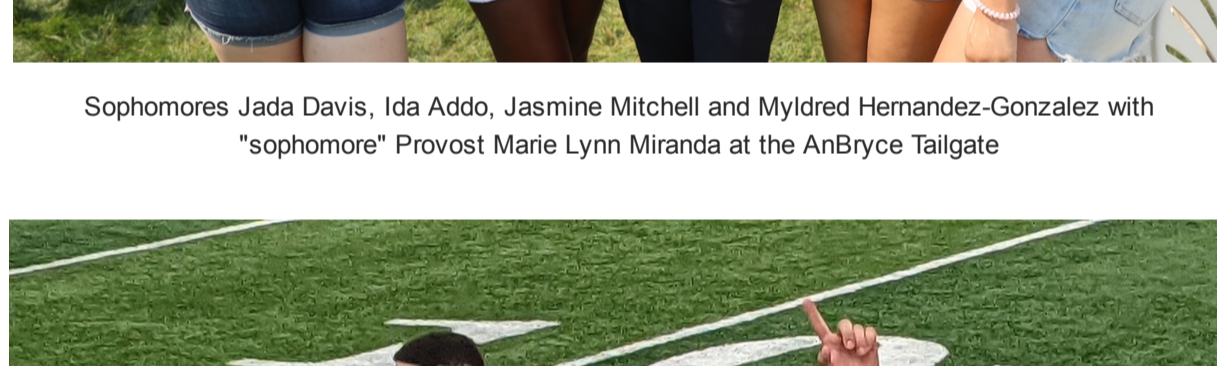 Sophomores Jada Davis, Ida Addo, Jasmine Mitchell and Myldred Hernandez-Gonzalez with
"sophomore" Provost Marie Lynn Miranda at the AnBryce Tailgate